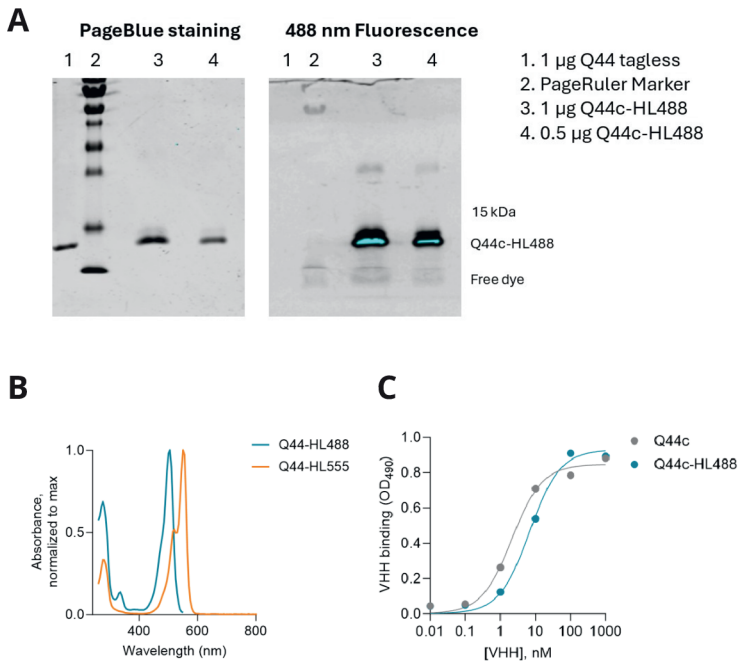 A
PageBlue staining
488 nm Fluorescence
1 2 3 4
1 2 3 4
1. 1 µg Q44 tagless
2. PageRuler Marker
3. 1 µg Q44c-HL488
4. 0.5 µg Q44c-HL488
15 kDa
Q44c-HL488
Free dye
B
Q44-HL488
Q44-HL555
Absorbance,
normalized to max
1.0
0.5
0.0
400 600 800
Wavelength (nm)
C
Q44c
Q44c-HL488
VHH binding (OD490)
1.0
0.8
0.6
0.4
0.2
0.0
0.01 0.1 1 10 100 1000
[VHH], nM